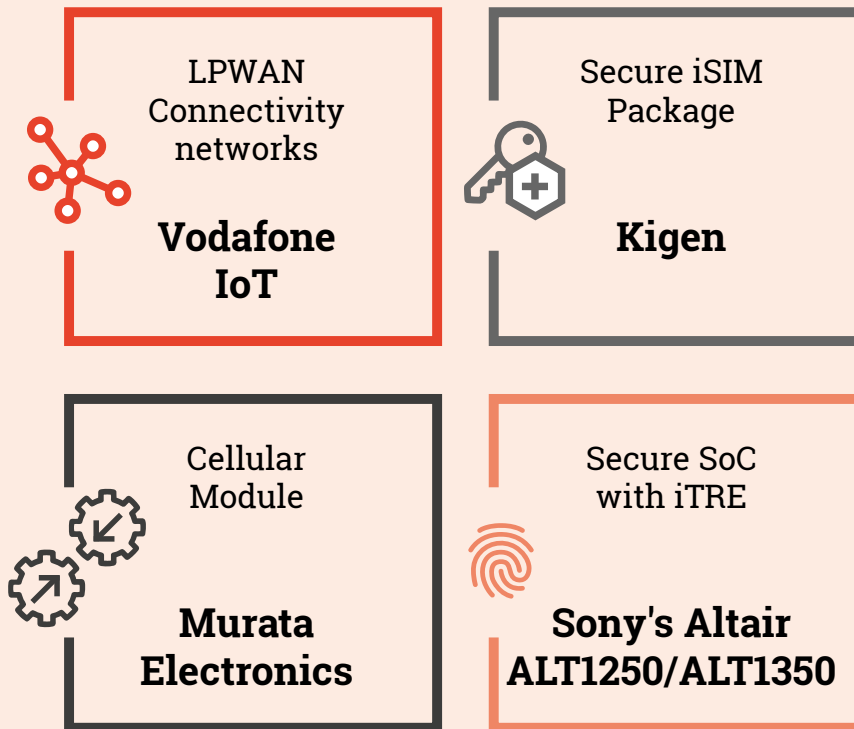 LPWAN
Connectivity
networks
Vodafone
IoT
Secure iSIM
Package
Kigen
Cellular
Module
Murata
Electronics
Secure SoC
with iTRE
Sony's Altair
ALT1250/ALT1350